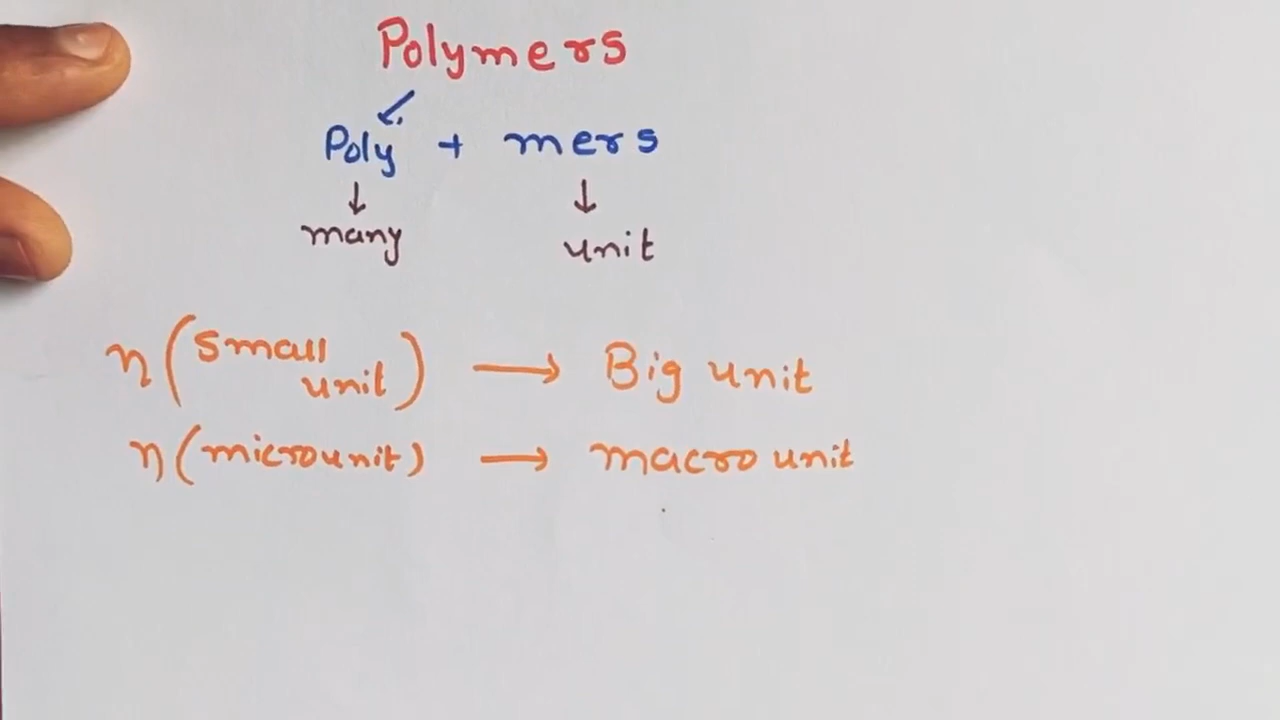 Polymers
Poly + mers
↓ ↓
many unit
n(small unit) → Big unit
n(microunit) → macro unit